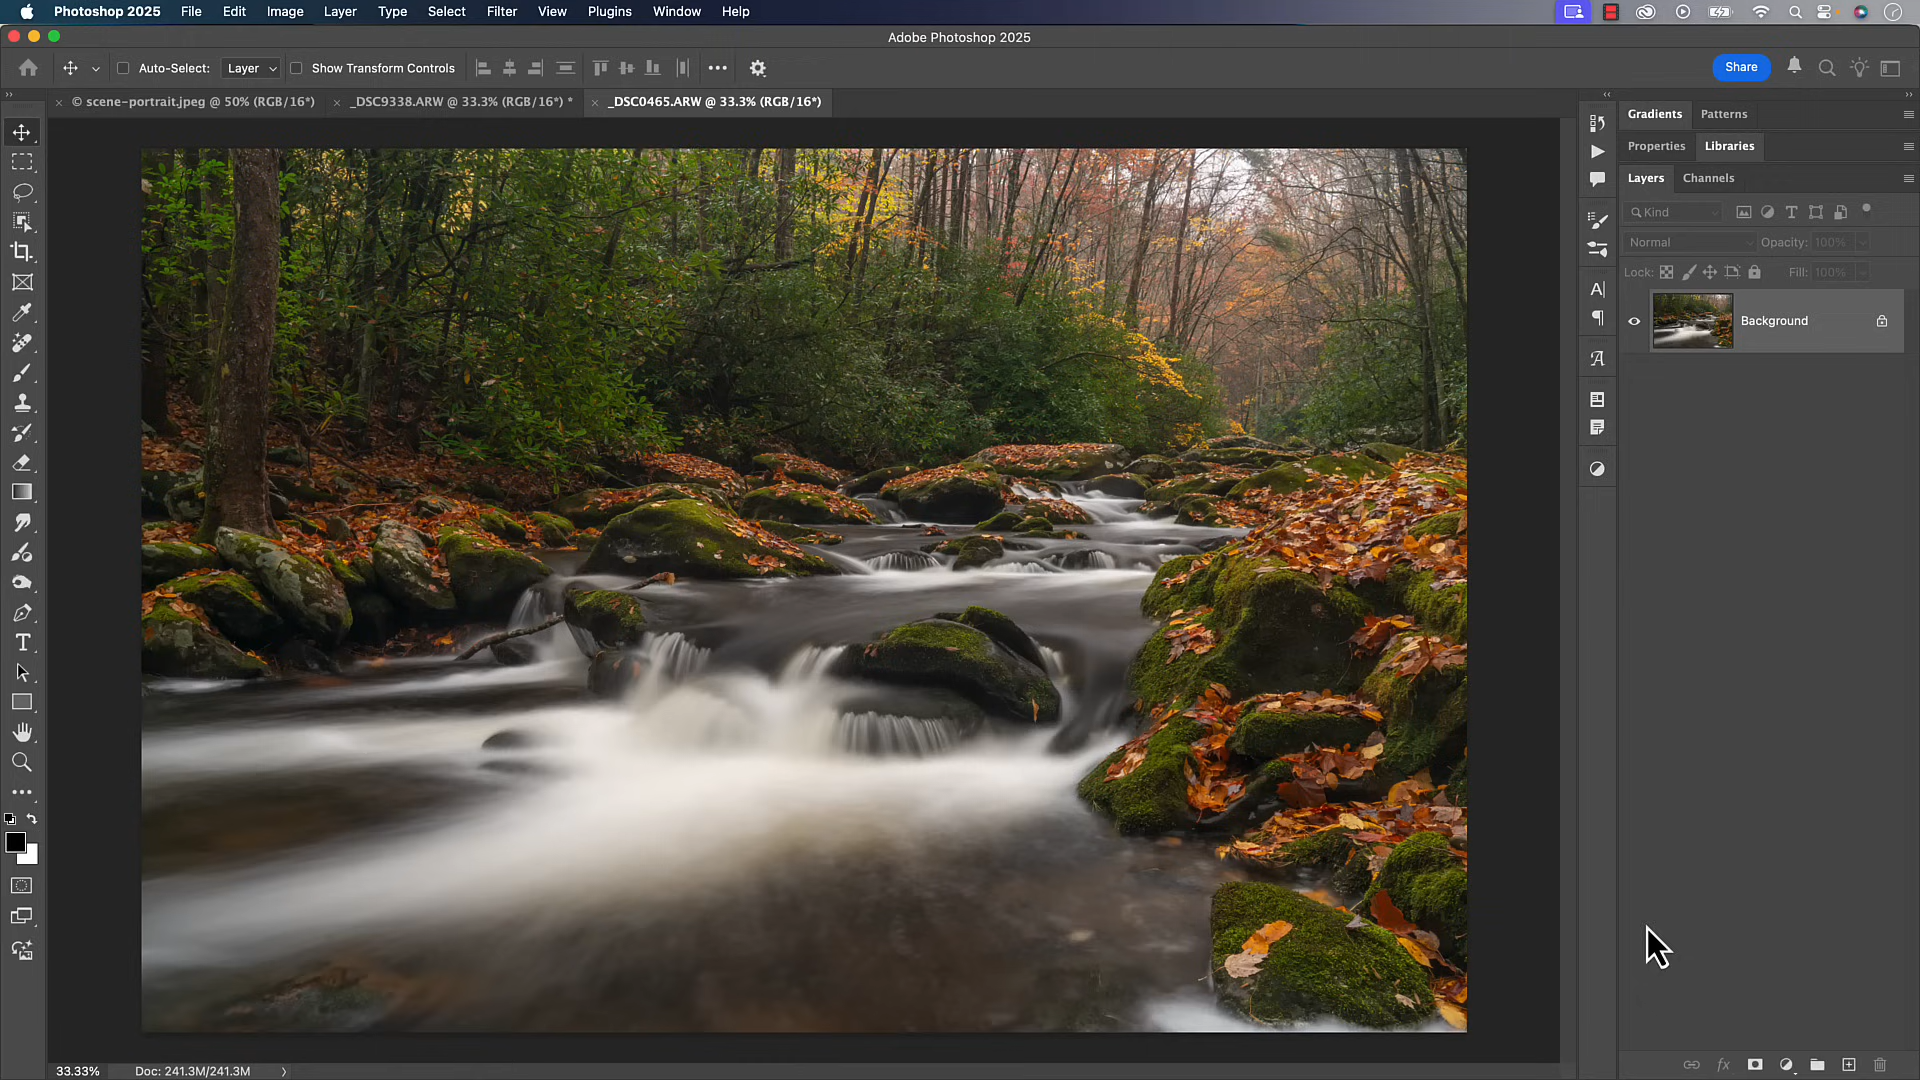 Photoshop 2025 File Edit Image Layer Type Select Filter View Plugins Window Help
Adobe Photoshop 2025
Auto-Select: Layer Show Transform Controls Share
© scene-portrait.jpeg @ 50% (RGB/16*) _DSC9338.ARW @ 33.3% (RGB/16*) * _DSC0465.ARW @ 33.3% (RGB/16*)
Gradients Patterns
Properties Libraries
Layers Channels
Kind
Normal Opacity: 100%
Lock: Fill: 100%
Background
33.33% Doc: 241.3M/241.3M